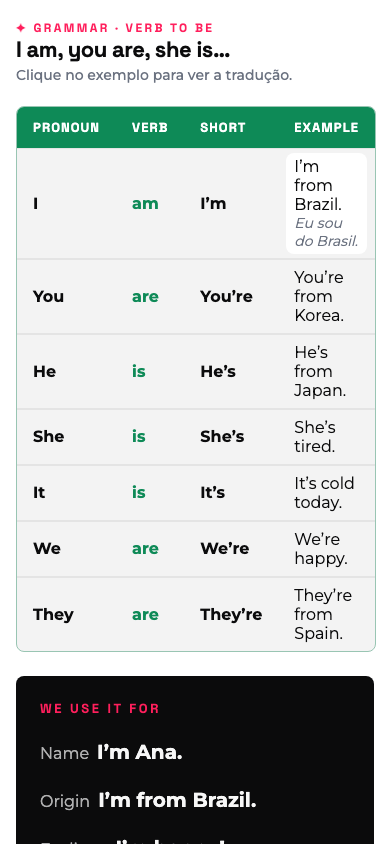 ✦ GRAMMAR · VERB TO BE
I am, you are, she is...
Clique no exemplo para ver a tradução.
PRONOUN VERB SHORT EXAMPLE
I am I’m I’m from Brazil. Eu sou do Brasil.
You are You’re You’re from Korea.
He is He’s He’s from Japan.
She is She’s She’s tired.
It is It’s It’s cold today.
We are We’re We’re happy.
They are They’re They’re from Spain.
WE USE IT FOR
Name I’m Ana.
Origin I’m from Brazil.